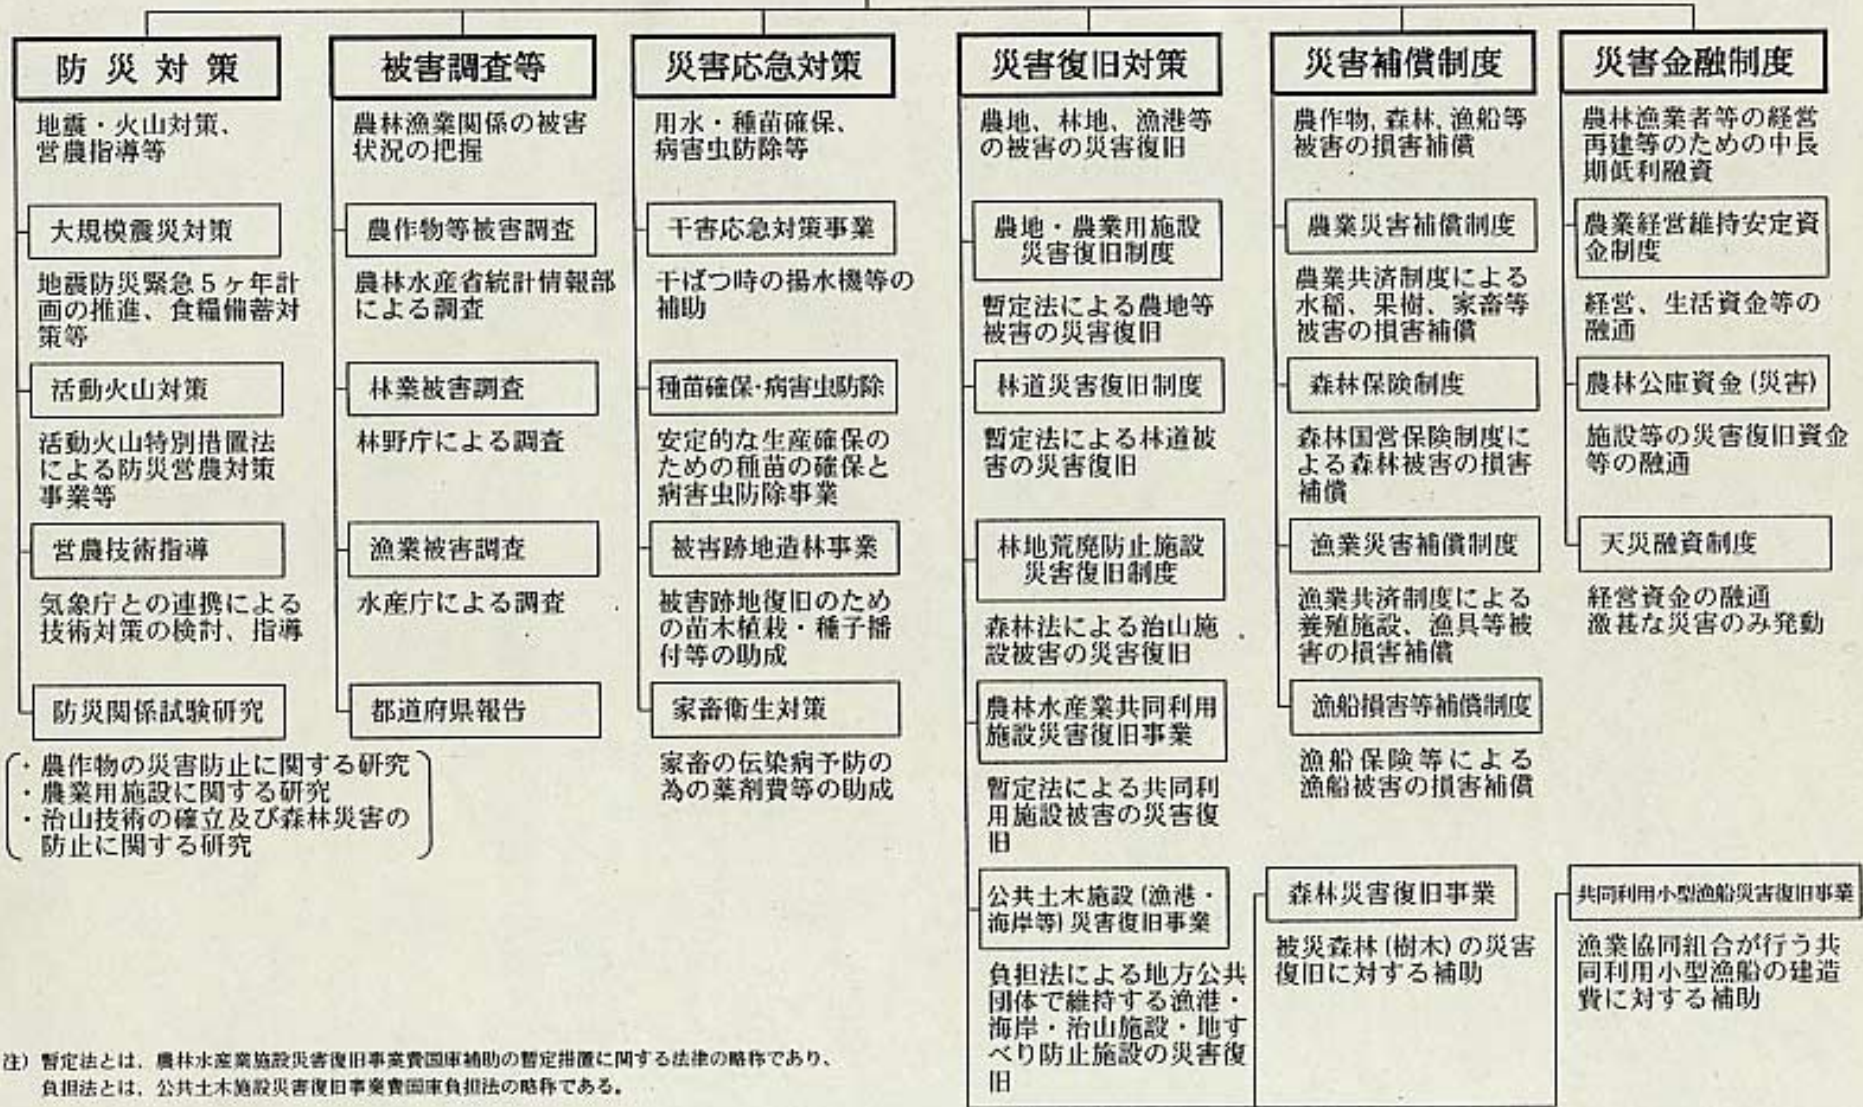 防災対策
地震・火山対策、
営農指導等
大規模震災対策
地震防災緊急5ヶ年計
画の推進、食糧備蓄対
策等
活動火山対策
活動火山特別措置法
による防災営農対策
事業等
営農技術指導
気象庁との連携による
技術対策の検討、指導
防災関係試験研究
・農作物の災害防止に関する研究
・農業用施設に関する研究
・治山技術の確立及び森林災害の
防止に関する研究
被害調査等
農林漁業関係の被害
状況の把握
農作物等被害調査
農林水産省統計情報部
による調査
林業被害調査
林野庁による調査
漁業被害調査
水産庁による調査
都道府県報告
災害応急対策
用水・種苗確保、
病害虫防除等
干害応急対策事業
干ばつ時の揚水機等の
補助
種苗確保・病害虫防除
安定的な生産確保の
ための種苗の確保と
病害虫防除事業
被害跡地造林事業
被害跡地復旧のため
の苗木植栽・種子播
付等の助成
家畜衛生対策
家畜の伝染病予防の
為の薬剤費等の助成
災害復旧対策
農地、林地、漁港等
の被害の災害復旧
農地・農業用施設
災害復旧制度
暫定法による農地等
被害の災害復旧
林道災害復旧制度
暫定法による林道被
害の災害復旧
林地荒廃防止施設
災害復旧制度
森林法による治山施
設被害の災害復旧
農林水産業共同利用
施設災害復旧事業
暫定法による共同利
用施設被害の災害復
旧
公共土木施設(漁港・
海岸等)災害復旧事業
負担法による地方公共
団体で維持する漁港・
海岸・治山施設・地す
べり防止施設の災害復
旧
災害補償制度
農作物、森林、漁船等
被害の損害補償
農業災害補償制度
農業共済制度による
水稲、果樹、家畜等
被害の損害補償
森林保険制度
森林国営保険制度に
よる森林被害の損害
補償
漁業災害補償制度
漁業共済制度による
養殖施設、漁具等被
害の損害補償
漁船損害等補償制度
漁船保険等による
漁船被害の損害補償
森林災害復旧事業
被災森林(樹木)の災害
復旧に対する補助
災害金融制度
農林漁業者等の経営
再建等のための中長
期低利融資
農業経営維持安定資
金制度
経営、生活資金等の
融通
農林公庫資金(災害)
施設等の災害復旧資金
等の融通
天災融資制度
経営資金の融通
激甚な災害のみ発動
共同利用小型漁船災害復旧事業
漁業協同組合が行う共
同利用小型漁船の建造
費に対する補助
注)暫定法とは、農林水産業施設災害復旧事業費国庫補助の暫定措置に関する法律の略称であり、
負担法とは、公共土木施設災害復旧事業費国庫負担法の略称である。